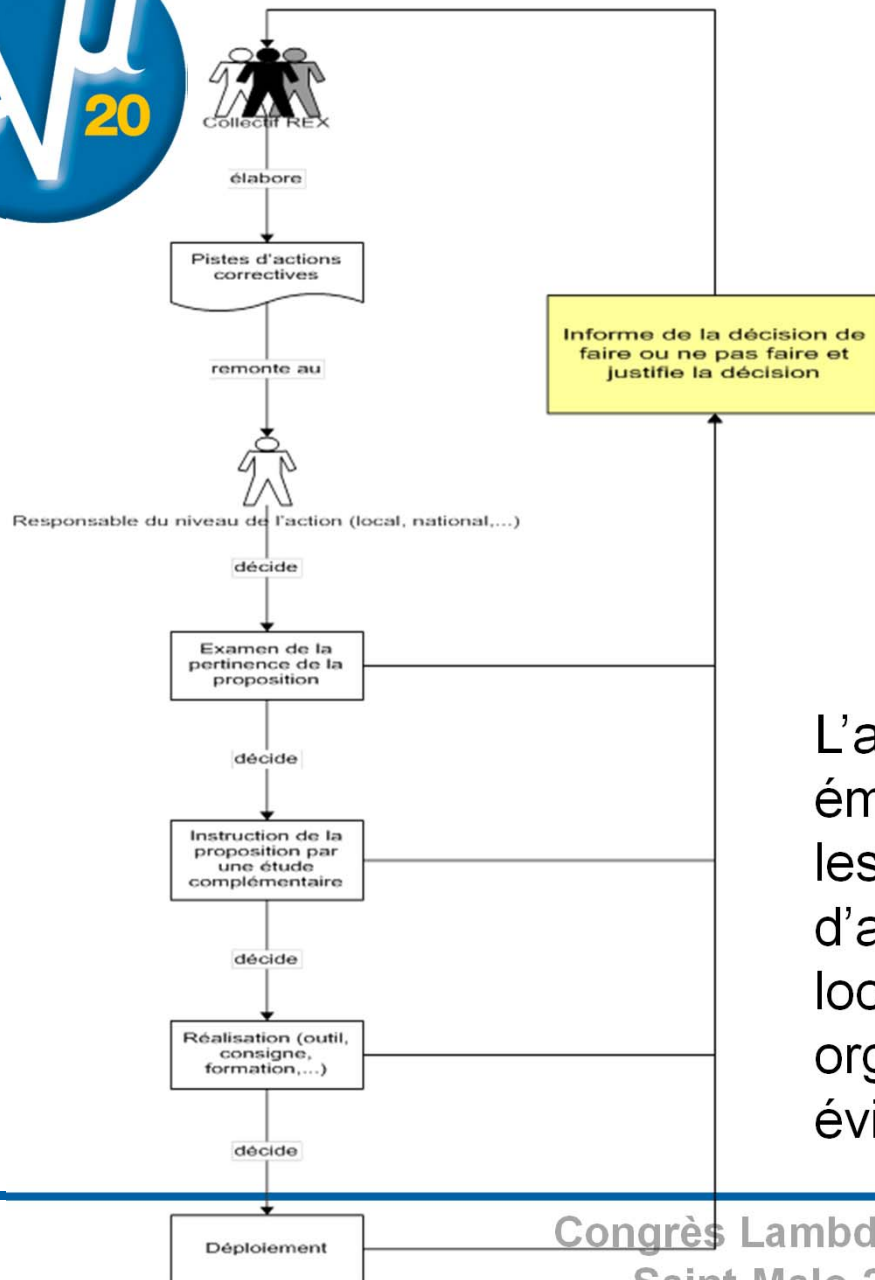 μ
20
Collectif REX
élabore
Pistes d'actions
correctives
remonte au
Responsable du niveau de l'action (local, national,...)
décide
Examen de la
pertinence de la
proposition
décide
Instruction de la
proposition par
une étude
complémentaire
décide
Réalisation (outil,
consigne,
formation,...)
décide
Déploiement
Informe de la décision de
faire ou ne pas faire et
justifie la décision
L'a
ém
les
d'a
loc
org
évi
Congrès Lambd
Saint-Malo 2